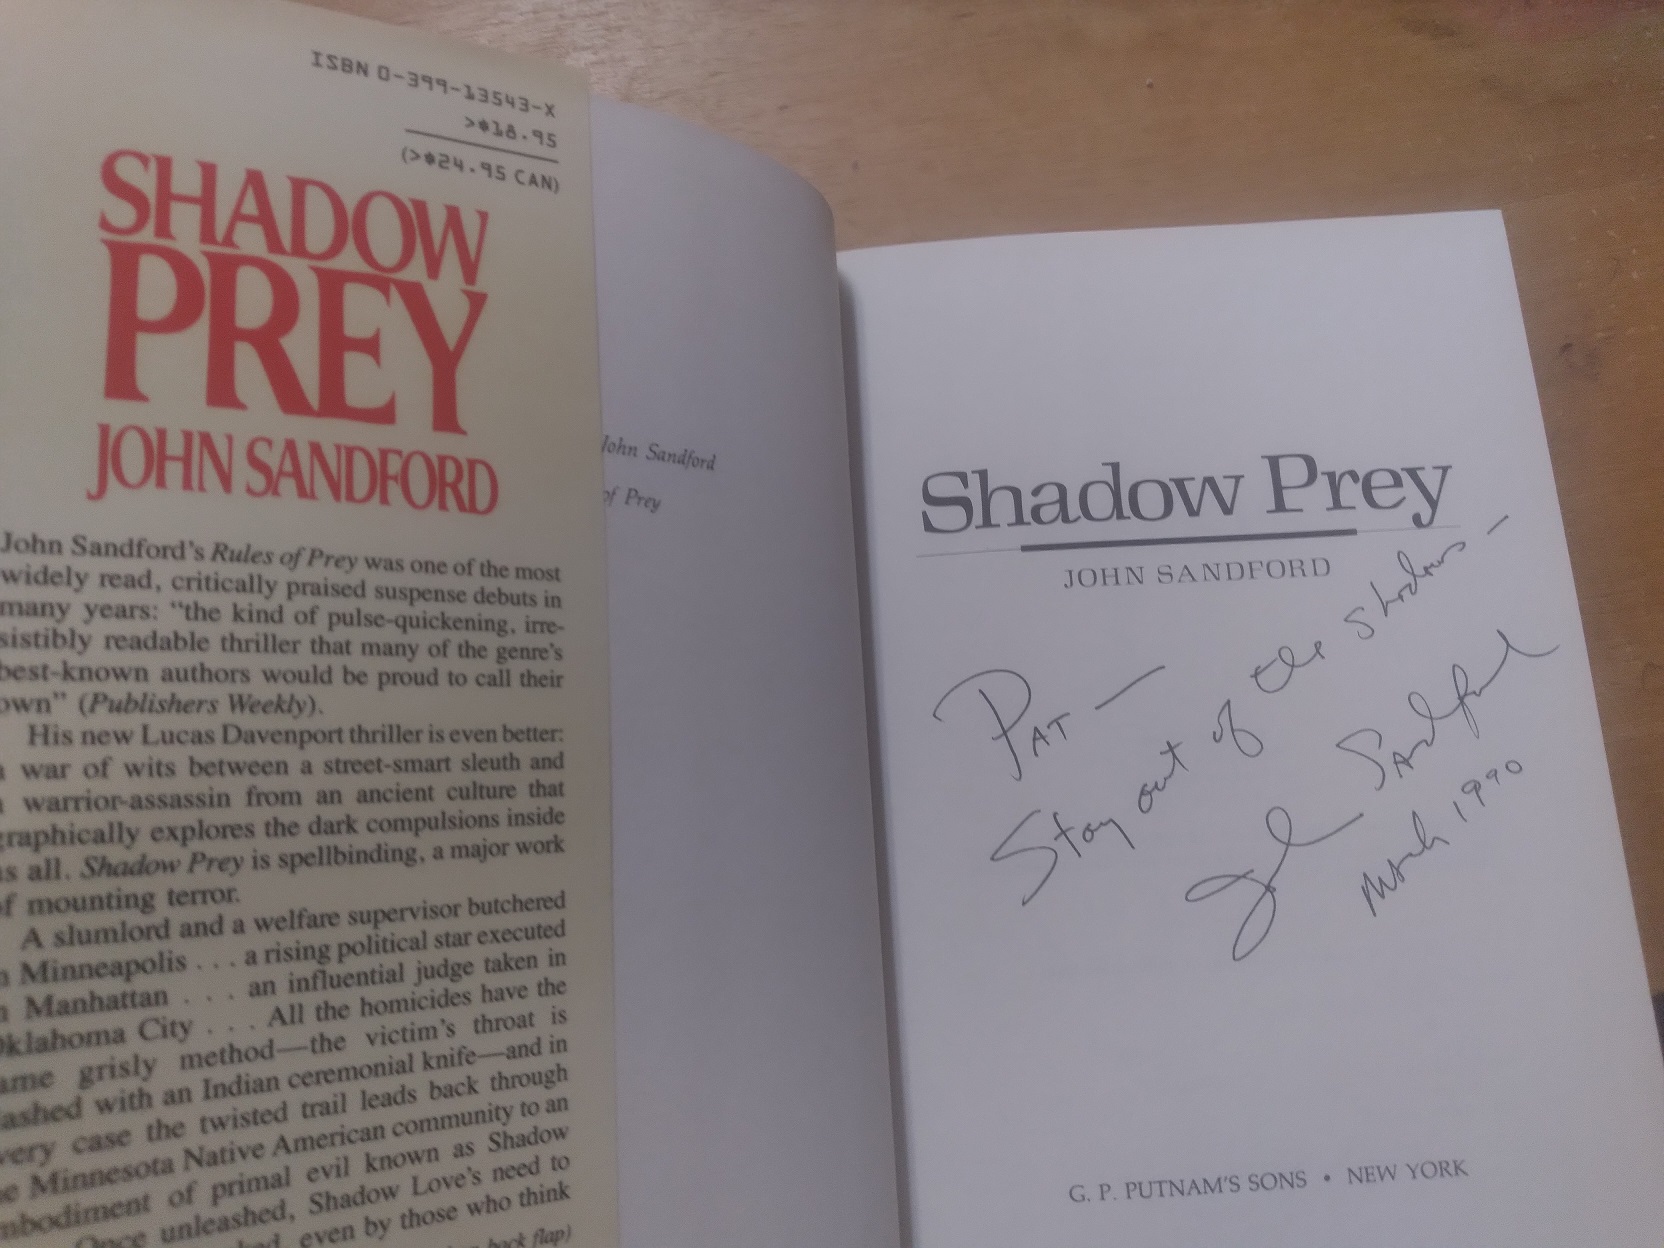 ISBN 0-399-13543-X
>$18.95
(>$24.95 CAN)
SHADOW
PREY
JOHN SANDFORD
John Sandford's Rules of Prey was one of the most
widely read, critically praised suspense debuts in
many years: "the kind of pulse-quickening, irre-
sistibly readable thriller that many of the genre's
best-known authors would be proud to call their
own" (Publishers Weekly).
His new Lucas Davenport thriller is even better:
a war of wits between a street-smart sleuth and
a warrior-assassin from an ancient culture that
graphically explores the dark compulsions inside
us all. Shadow Prey is spellbinding, a major work
of mounting terror.
A slumlord and a welfare supervisor butchered
in Minneapolis . . . a rising political star executed
in Manhattan . . . an influential judge taken in
Oklahoma City . . . All the homicides have the
same grisly method—the victim's throat is
slashed with an Indian ceremonial knife—and in
every case the twisted trail leads back through
the Minnesota Native American community to an
embodiment of primal evil known as Shadow
Once unleashed, Shadow Love's need to
even by those who think
back flap)
John Sandford
of Prey
Shadow Prey
JOHN SANDFORD
PAT —
Stay out of the shadows —
John Sandford
March 1990
G. P. PUTNAM'S SONS • NEW YORK